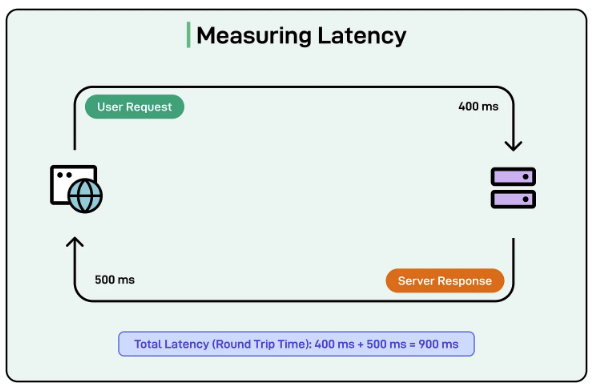 Measuring Latency
User Request
400 ms
500 ms
Server Response
Total Latency (Round Trip Time): 400 ms + 500 ms = 900 ms